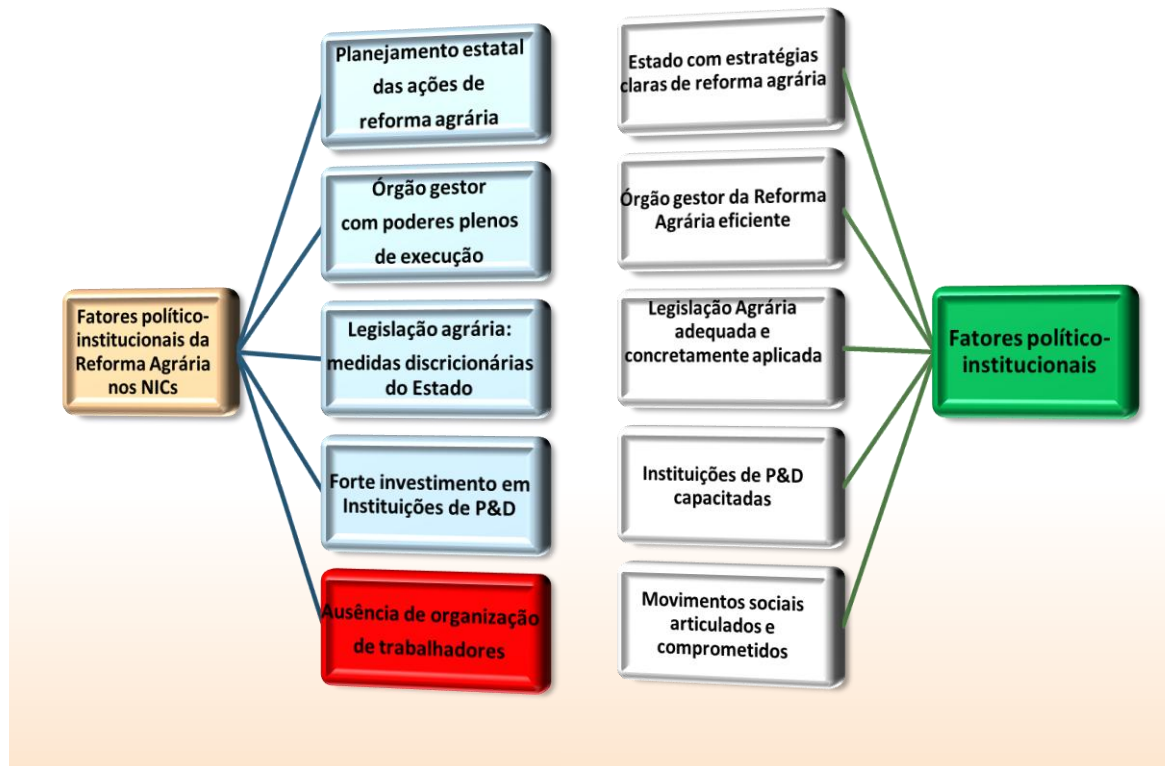 Fatores político-
institucionais da
Reforma Agrária
nos NICs
Planejamento estatal
das ações de
reforma agrária
Órgão gestor
com poderes plenos
de execução
Legislação agrária:
medidas discricionárias
do Estado
Forte investimento em
Instituições de P&D
Ausência de organização
de trabalhadores
Estado com estratégias
claras de reforma agrária
Órgão gestor da Reforma
Agrária eficiente
Legislação Agrária
adequada e
concretamente aplicada
Instituições de P&D
capacitadas
Movimentos sociais
articulados e
comprometidos
Fatores político-
institucionais